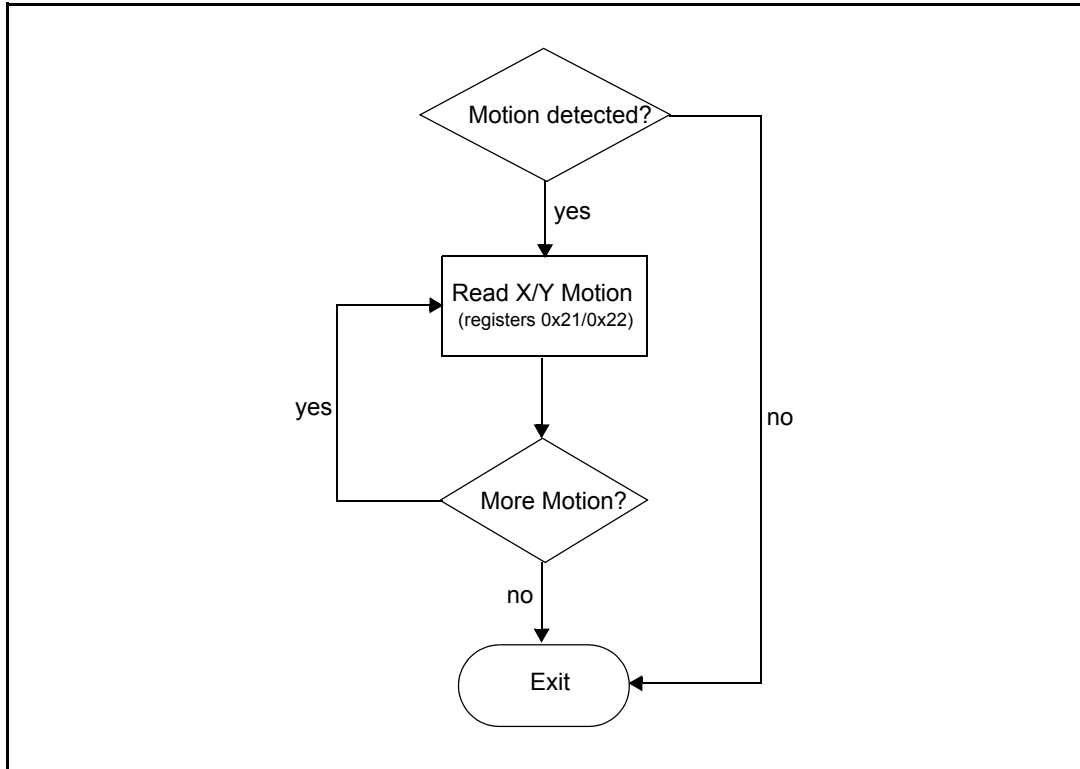 Motion detected?
yes
Read X/Y Motion
(registers 0x21/0x22)
yes
no
More Motion?
no
Exit